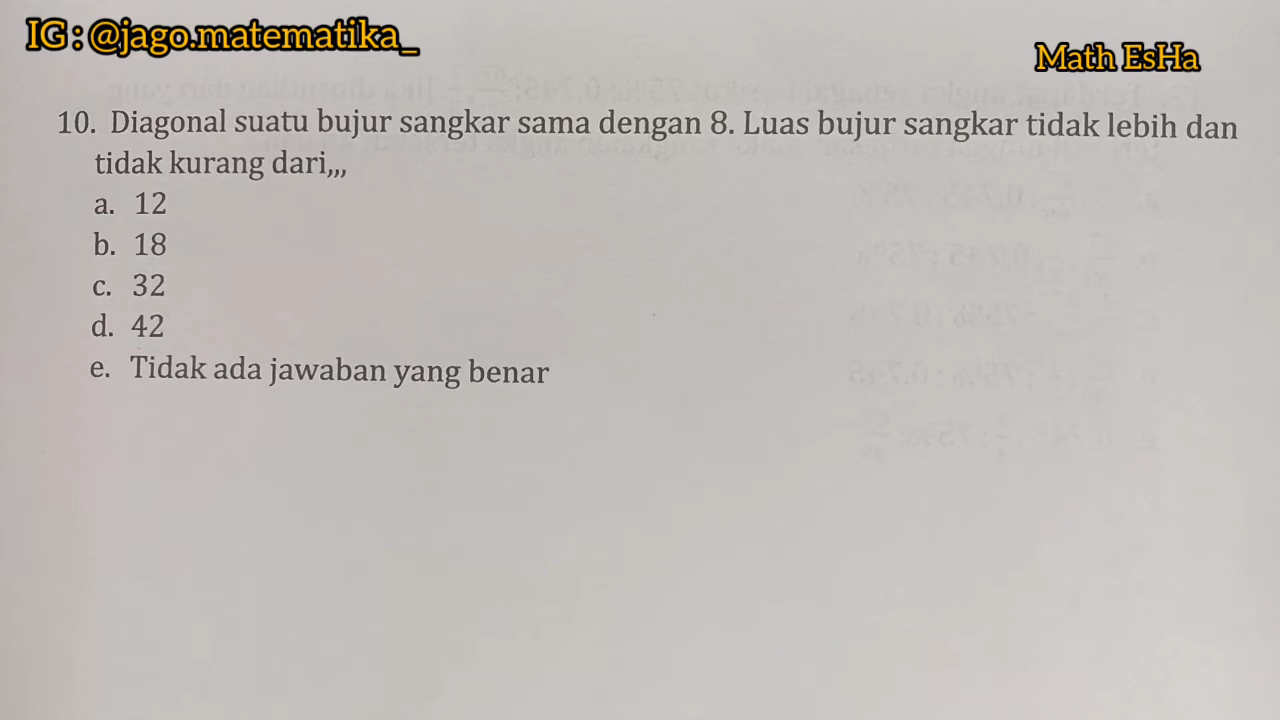 IG : @jago.matematika_
Math EsHa
10. Diagonal suatu bujur sangkar sama dengan 8. Luas bujur sangkar tidak lebih dan
tidak kurang dari,,,
a. 12
b. 18
c. 32
d. 42
e. Tidak ada jawaban yang benar